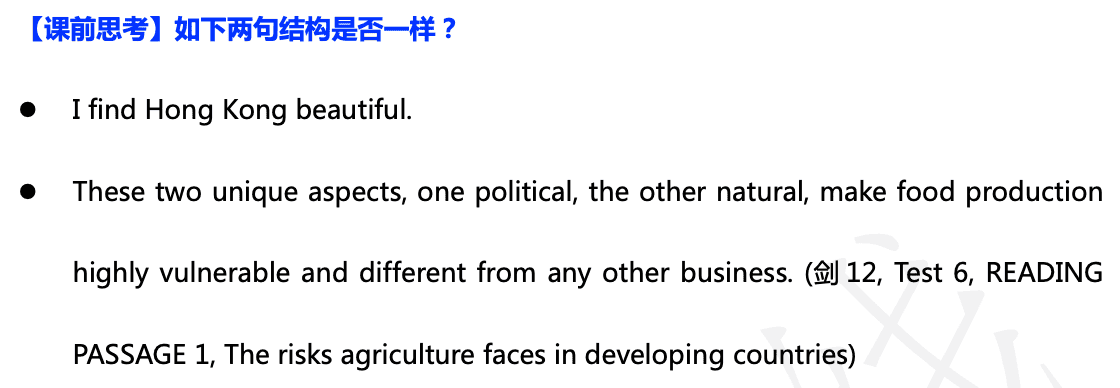 【课前思考】如下两句结构是否一样？
● I find Hong Kong beautiful.
● These two unique aspects, one political, the other natural, make food production
highly vulnerable and different from any other business. (剑 12, Test 6, READING
PASSAGE 1, The risks agriculture faces in developing countries)